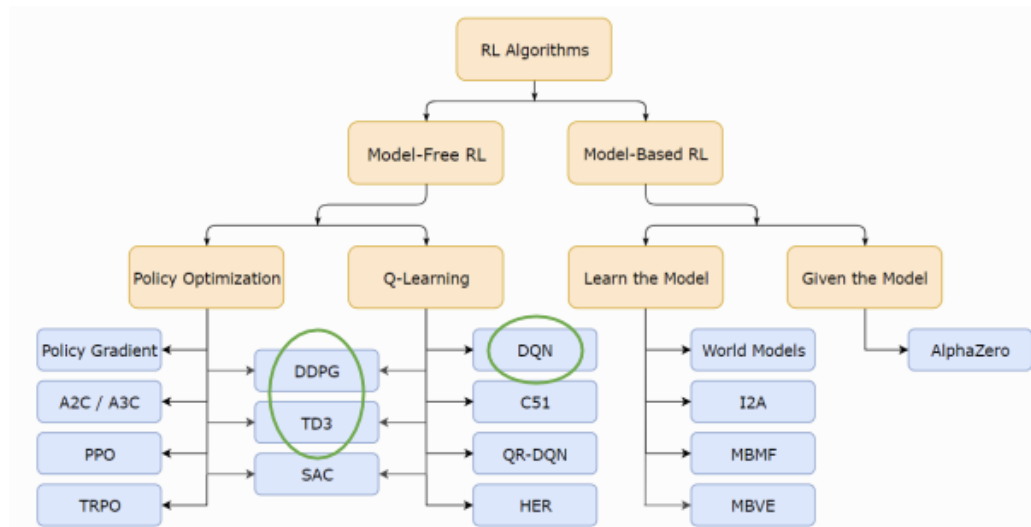 RL Algorithms
Model-Free RL
Model-Based RL
Policy Optimization
Q-Learning
Learn the Model
Given the Model
Policy Gradient
DDPG
DQN
World Models
AlphaZero
A2C / A3C
TD3
C51
I2A
PPO
SAC
QR-DQN
MBMF
TRPO
HER
MBVE